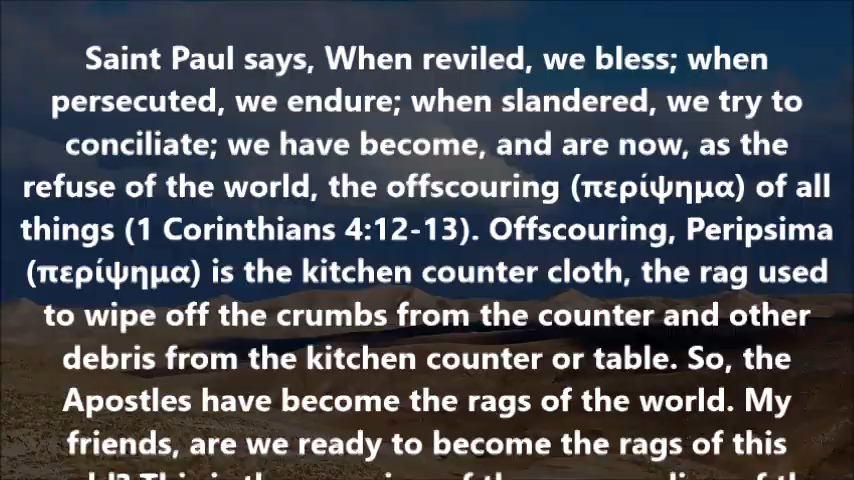 Saint Paul says, When reviled, we bless; when
persecuted, we endure; when slandered, we try to
conciliate; we have become, and are now, as the
refuse of the world, the offscouring (περίψημα) of all
things (1 Corinthians 4:12-13). Offscouring, Peripsima
(περίψημα) is the kitchen counter cloth, the rag used
to wipe off the crumbs from the counter and other
debris from the kitchen counter or table. So, the
Apostles have become the rags of the world. My
friends, are we ready to become the rags of this